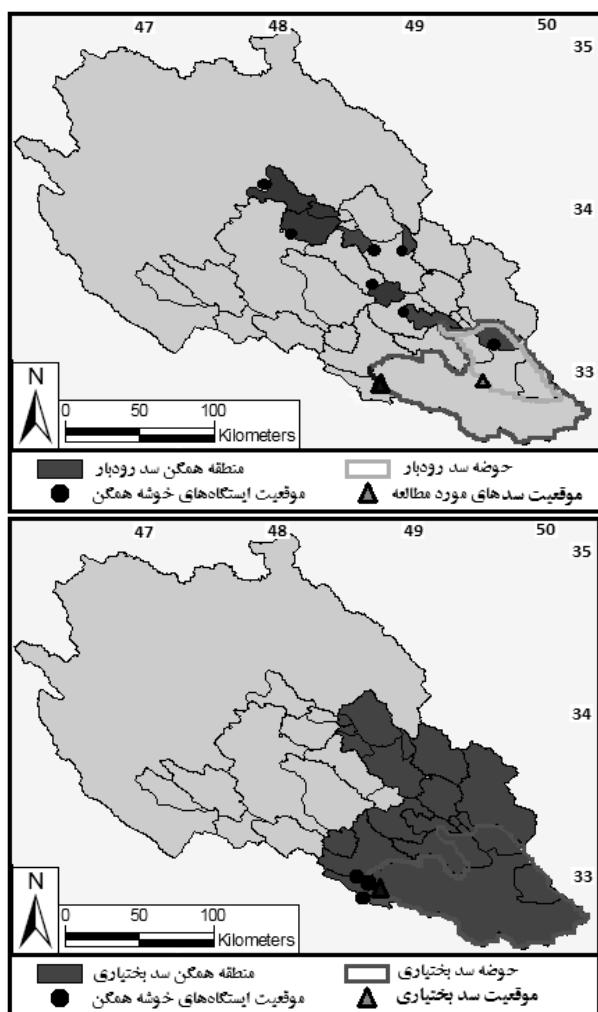 47 48 49 50
35
34
33
N
0 50 100
Kilometers
منطقه همگن سد رودبار
حوضه سد رودبار
موقعیت ایستگاه‌های خوشه همگن
موقعیت سدهای مورد مطالعه
47 48 49 50
35
34
33
N
0 50 100
Kilometers
منطقه همگن سد بختیاری
حوضه سد بختیاری
موقعیت ایستگاه‌های خوشه همگن
موقعیت سد بختیاری